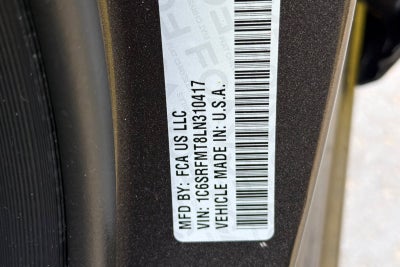 MFD BY: FCA US LLC
VIN: 1C6SRFMT8LN310417
VEHICLE MADE IN U.S.A.